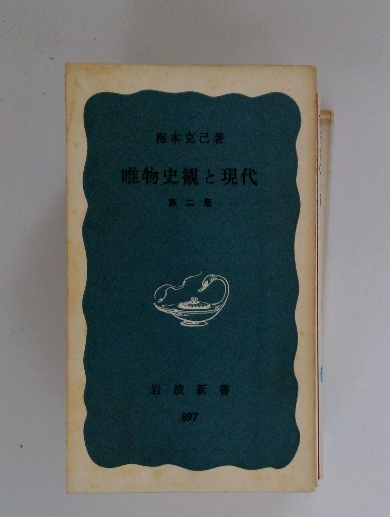 梅本克己著
唯物史観と現代
第二版
岩波新書
897